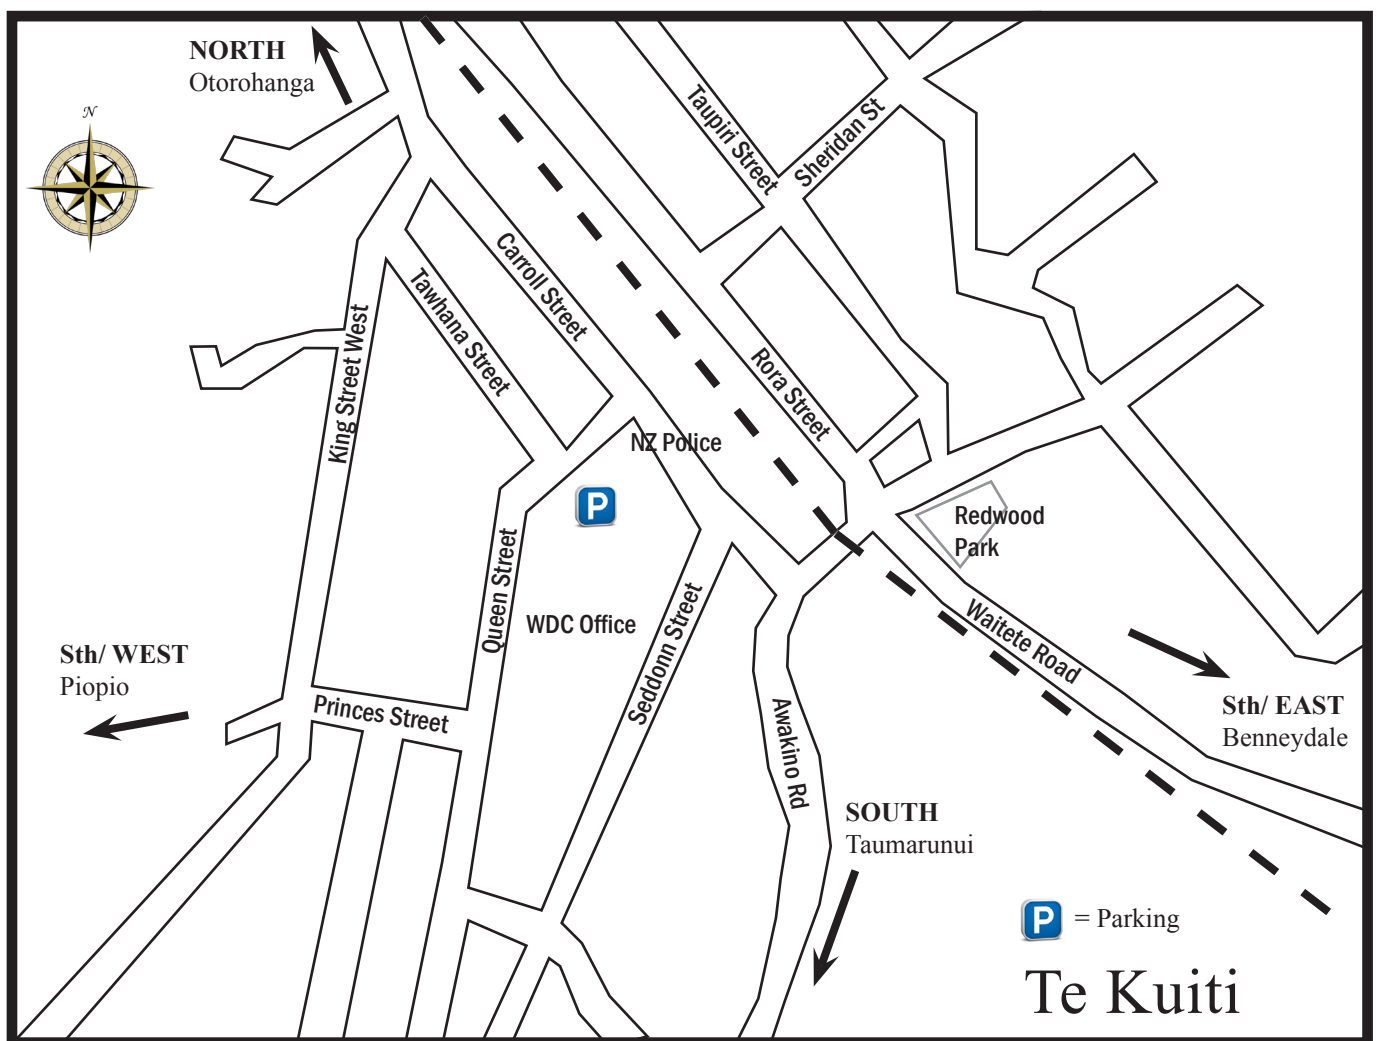 NORTH
Otorohanga
N
Taupiri Street
Sheridan St
Carroll Street
Tawhana Street
King Street West
Rora Street
NZ Police
P
Redwood
Park
Queen Street
WDC Office
Seddonn Street
Waitete Road
Sth/ WEST
Piopio
Princes Street
Awakino Rd
Sth/ EAST
Benneydale
SOUTH
Taumarunui
P = Parking
Te Kuiti